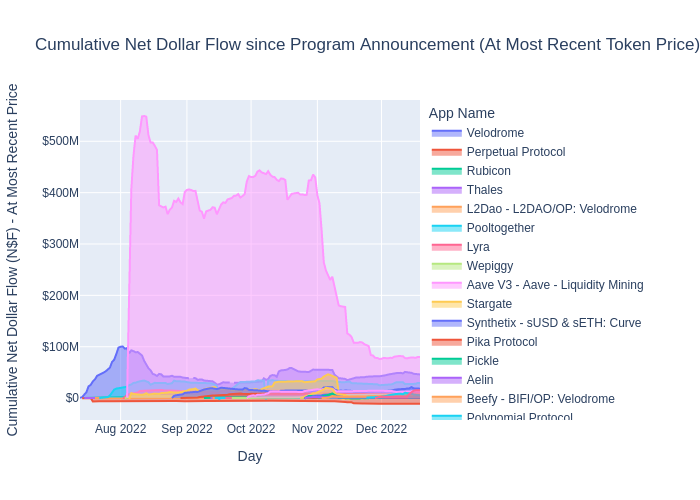 Cumulative Net Dollar Flow since Program Announcement (At Most Recent Token Price)
Cumulative Net Dollar Flow (N$F) - At Most Recent Price
$500M
$400M
$300M
$200M
$100M
$0
Aug 2022
Sep 2022
Oct 2022
Nov 2022
Dec 2022
Day
App Name
Velodrome
Perpetual Protocol
Rubicon
Thales
L2Dao - L2DAO/OP: Velodrome
Pooltogether
Lyra
Wepiggy
Aave V3 - Aave - Liquidity Mining
Stargate
Synthetix - sUSD & sETH: Curve
Pika Protocol
Pickle
Aelin
Beefy - BIFI/OP: Velodrome
Polynomial Protocol